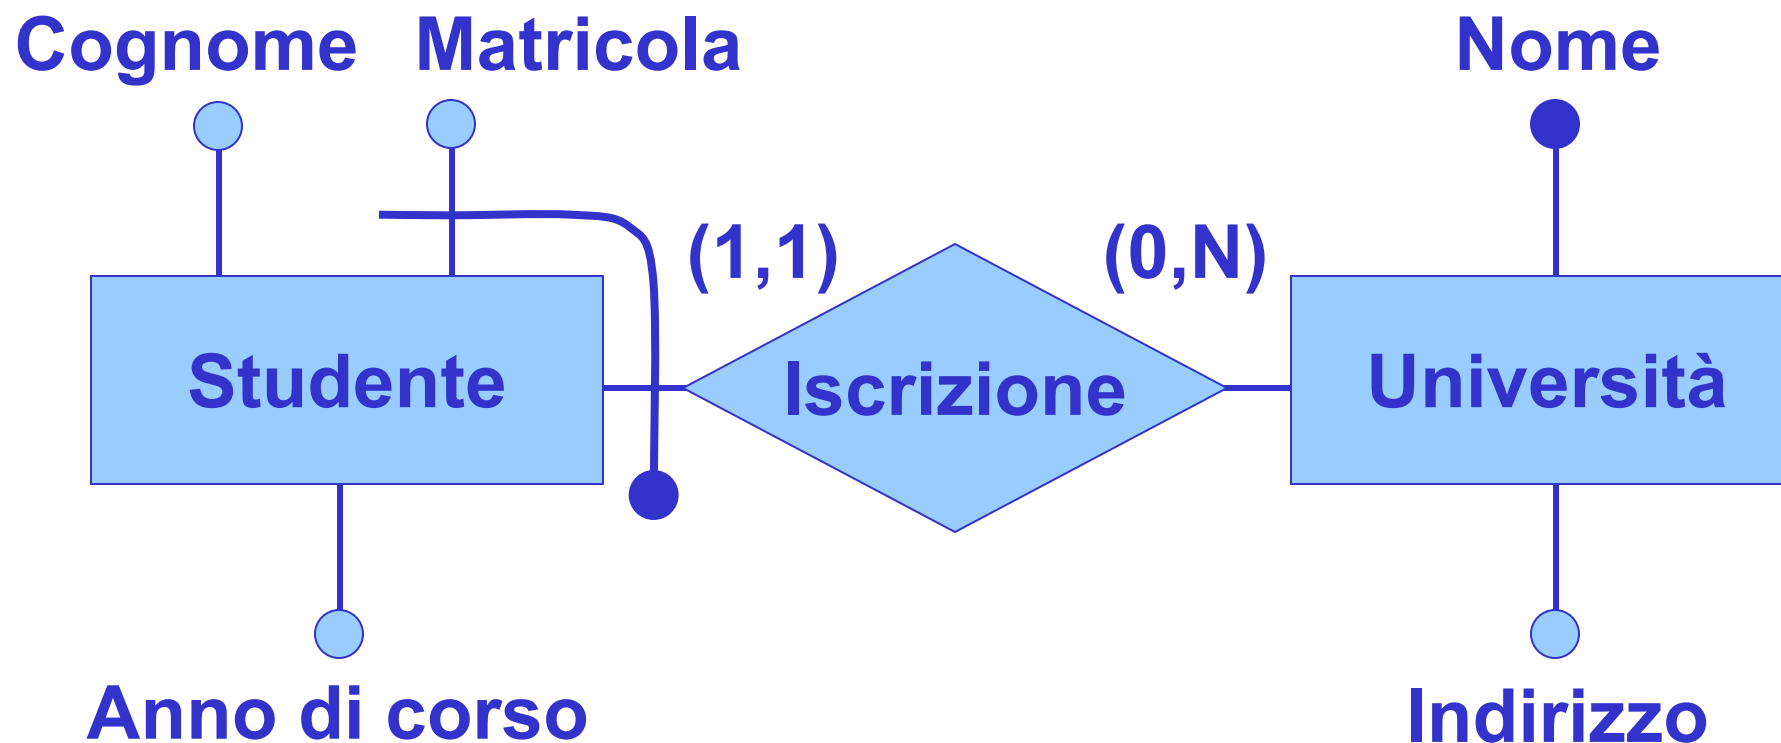 Cognome Matricola Nome
(1,1) (0,N)
Studente Iscrizione Università
Anno di corso Indirizzo